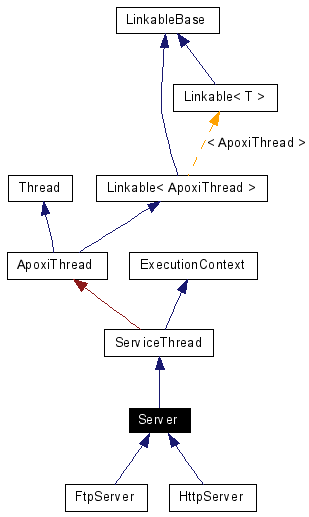 LinkableBase
Linkable< T >
< ApoxiThread >
Thread
Linkable< ApoxiThread >
ApoxiThread
ExecutionContext
ServiceThread
Server
FtpServer
HttpServer